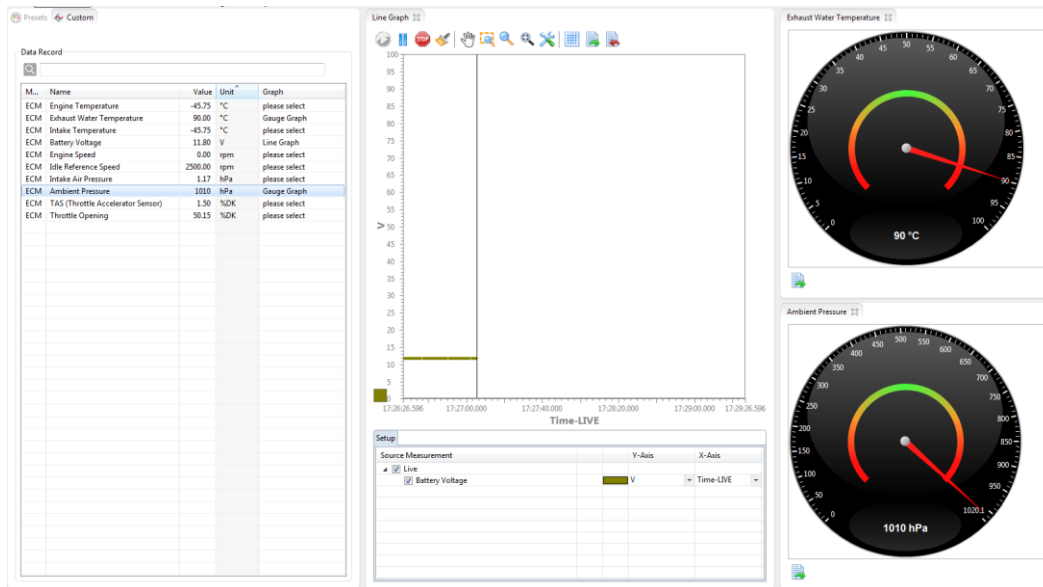 Presets Custom
Data Record
M... Name Value Unit Graph
ECM Engine Temperature -45.75 °C please select
ECM Exhaust Water Temperature 90.00 °C Gauge Graph
ECM Intake Temperature -45.75 °C please select
ECM Battery Voltage 11.80 V Line Graph
ECM Engine Speed 0.00 rpm please select
ECM Idle Reference Speed 2500.00 rpm please select
ECM Intake Air Pressure 1.17 hPa please select
ECM Ambient Pressure 1010 hPa Gauge Graph
ECM TAS (Throttle Accelerator Sensor) 1.50 %DK please select
ECM Throttle Opening 50.15 %DK please select
Line Graph
STOP
100
95
90
85
80
75
70
65
60
55
50
45
40
35
30
25
20
15
10
5
0
V
17:26:26.596 17:27:00.000 17:27:40.000 17:28:20.000 17:29:00.000 17:29:26.596
Time-LIVE
Setup
Source Measurement Y-Axis X-Axis
Live
Battery Voltage V Time-LIVE
Exhaust Water Temperature
0
5
10
15
20
25
30
35
40
45
50
55
60
65
70
75
80
85
90
95
100
90 °C
Ambient Pressure
0
50
100
150
200
250
300
350
400
450
500
550
600
650
700
750
800
850
900
950
1020.1
1010 hPa